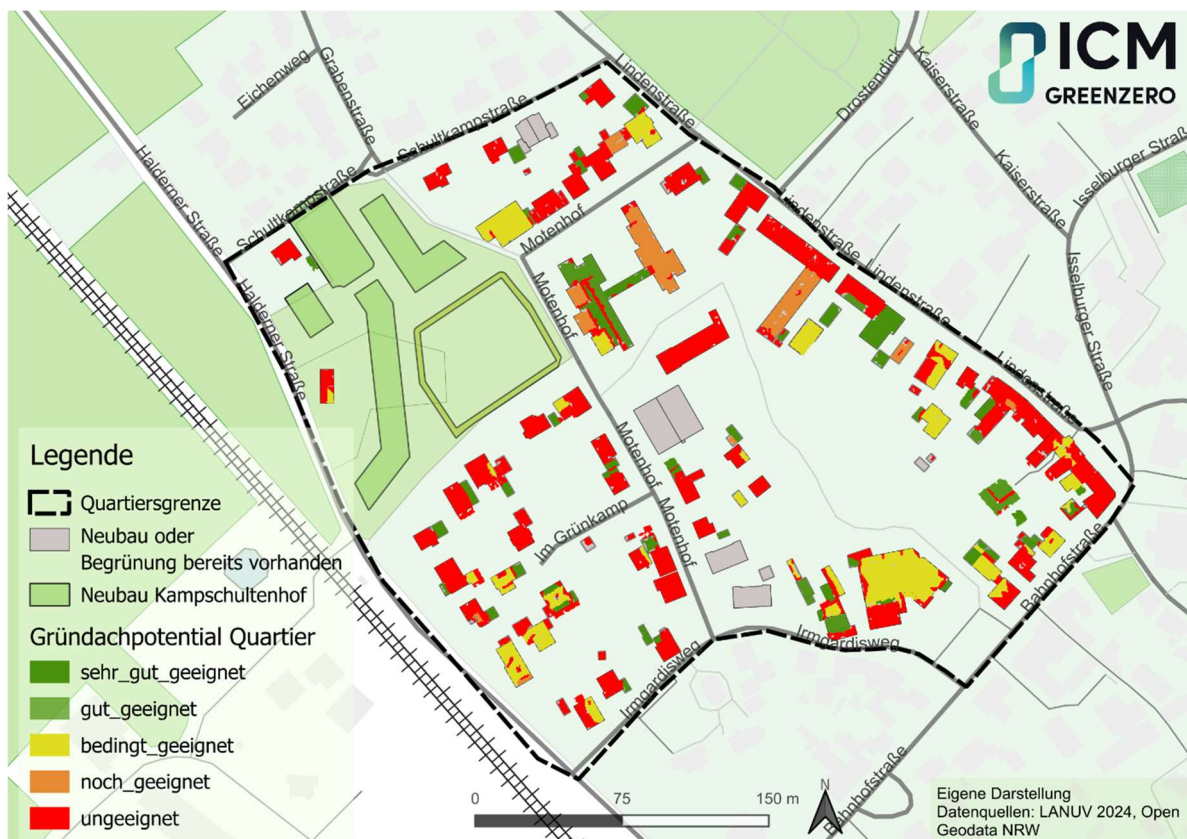 ICM
GREENZERO
Eichenweg
Grabenstraße
Lindenstraße
Drostendick
Kaiserstraße
Kaiserstraße
Isselburger Straß
Halderner Straße
Schultkampstraße
Schultkampstraße
Motenhof
Lindenstraße
Lindenstraße
Isselburger Straße
Halderner Straße
Motenhof
Lindenstraße
Motenhof
Im Grünkamp
Motenhof
Bahnhofstraße
Irmgardisweg
Irmgardisweg
Bahnhofstraße
Legende
Quartiersgrenze
Neubau oder
Begrünung bereits vorhanden
Neubau Kampschultenhof
Gründachpotential Quartier
sehr_gut_geeignet
gut_geeignet
bedingt_geeignet
noch_geeignet
ungeeignet
0 75 150 m
N
Eigene Darstellung
Datenquellen: LANUV 2024, Open
Geodata NRW